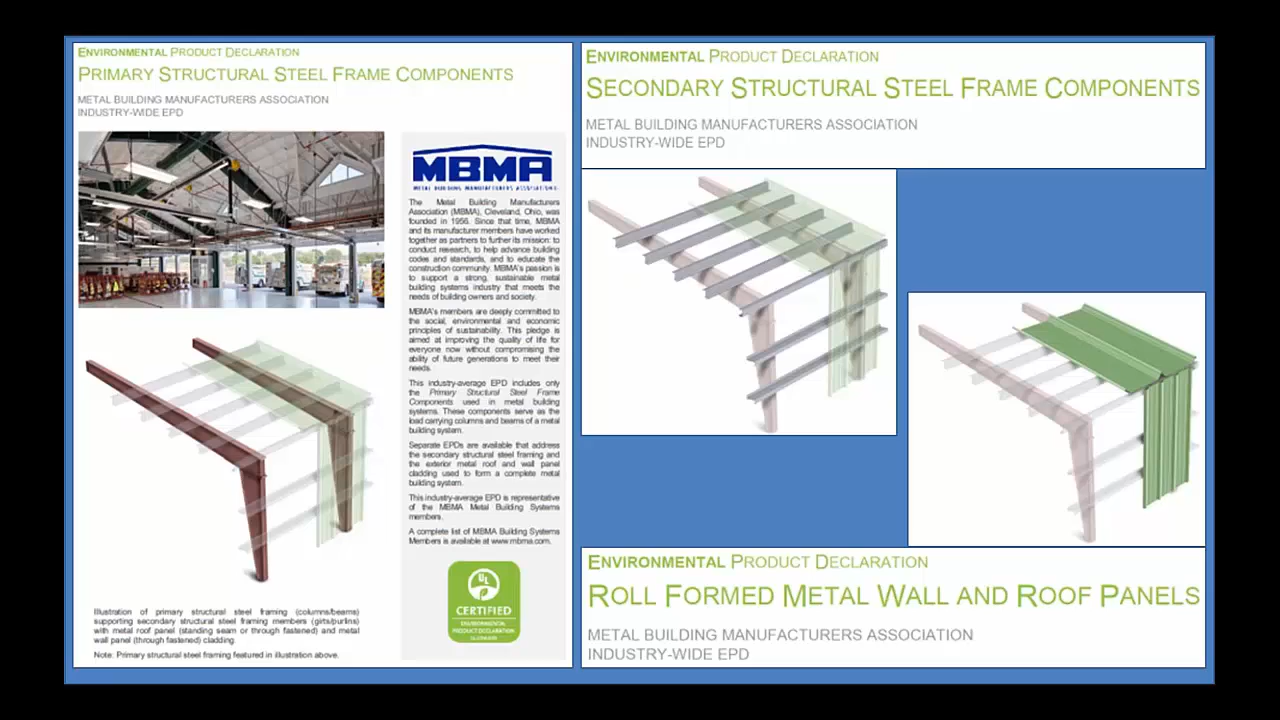 ENVIRONMENTAL PRODUCT DECLARATION
PRIMARY STRUCTURAL STEEL FRAME COMPONENTS
METAL BUILDING MANUFACTURERS ASSOCIATION
INDUSTRY-WIDE EPD
MBMA
METAL BUILDING MANUFACTURERS ASSOCIATION
The Metal Building Manufacturers
Association (MBMA), Cleveland, Ohio, was
founded in 1956. Since that time, MBMA
and its manufacturer members have worked
together as partners to further its mission: to
conduct research, to help advance building
codes and standards, and to educate the
construction community. MBMA's passion is
to support a strong, sustainable metal
building systems industry that meets the
needs of building owners and society.
MBMA's members are deeply committed to
the social, environmental and economic
principles of sustainability. This pledge is
aimed at improving the quality of life for
everyone now without compromising the
ability of future generations to meet their
needs.
This industry-average EPD includes only
the Primary Structural Steel Frame
Components used in metal building
systems. These components serve as the
load carrying columns and beams of a metal
building system.
Separate EPDs are available that address
the secondary structural steel framing and
the exterior metal roof and wall panel
cladding used to form a complete metal
building system.
This industry-average EPD is representative
of the MBMA Metal Building Systems
members.
A complete list of MBMA Building Systems
Members is available at www.mbma.com.
UL
CERTIFIED
ENVIRONMENTAL
PRODUCT DECLARATION
Illustration of primary structural steel framing (columns/beams)
supporting secondary structural steel framing members (girts/purlins)
with metal roof panel (standing seam or through fastened) and metal
wall panel (through fastened) cladding.
Note: Primary structural steel framing featured in illustration above.
ENVIRONMENTAL PRODUCT DECLARATION
SECONDARY STRUCTURAL STEEL FRAME COMPONENTS
METAL BUILDING MANUFACTURERS ASSOCIATION
INDUSTRY-WIDE EPD
ENVIRONMENTAL PRODUCT DECLARATION
ROLL FORMED METAL WALL AND ROOF PANELS
METAL BUILDING MANUFACTURERS ASSOCIATION
INDUSTRY-WIDE EPD